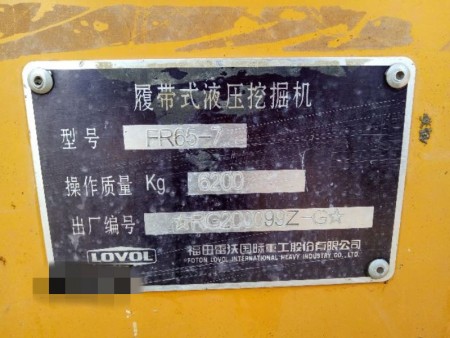 履带式液压挖掘机
型号 FR65-7
操作质量 Kg 6200
出厂编号
LOVOL 福田雷沃国际重工股份有限公司
FOTON LOVOL INTERNATIONAL HEAVY INDUSTRY CO.,LTD.